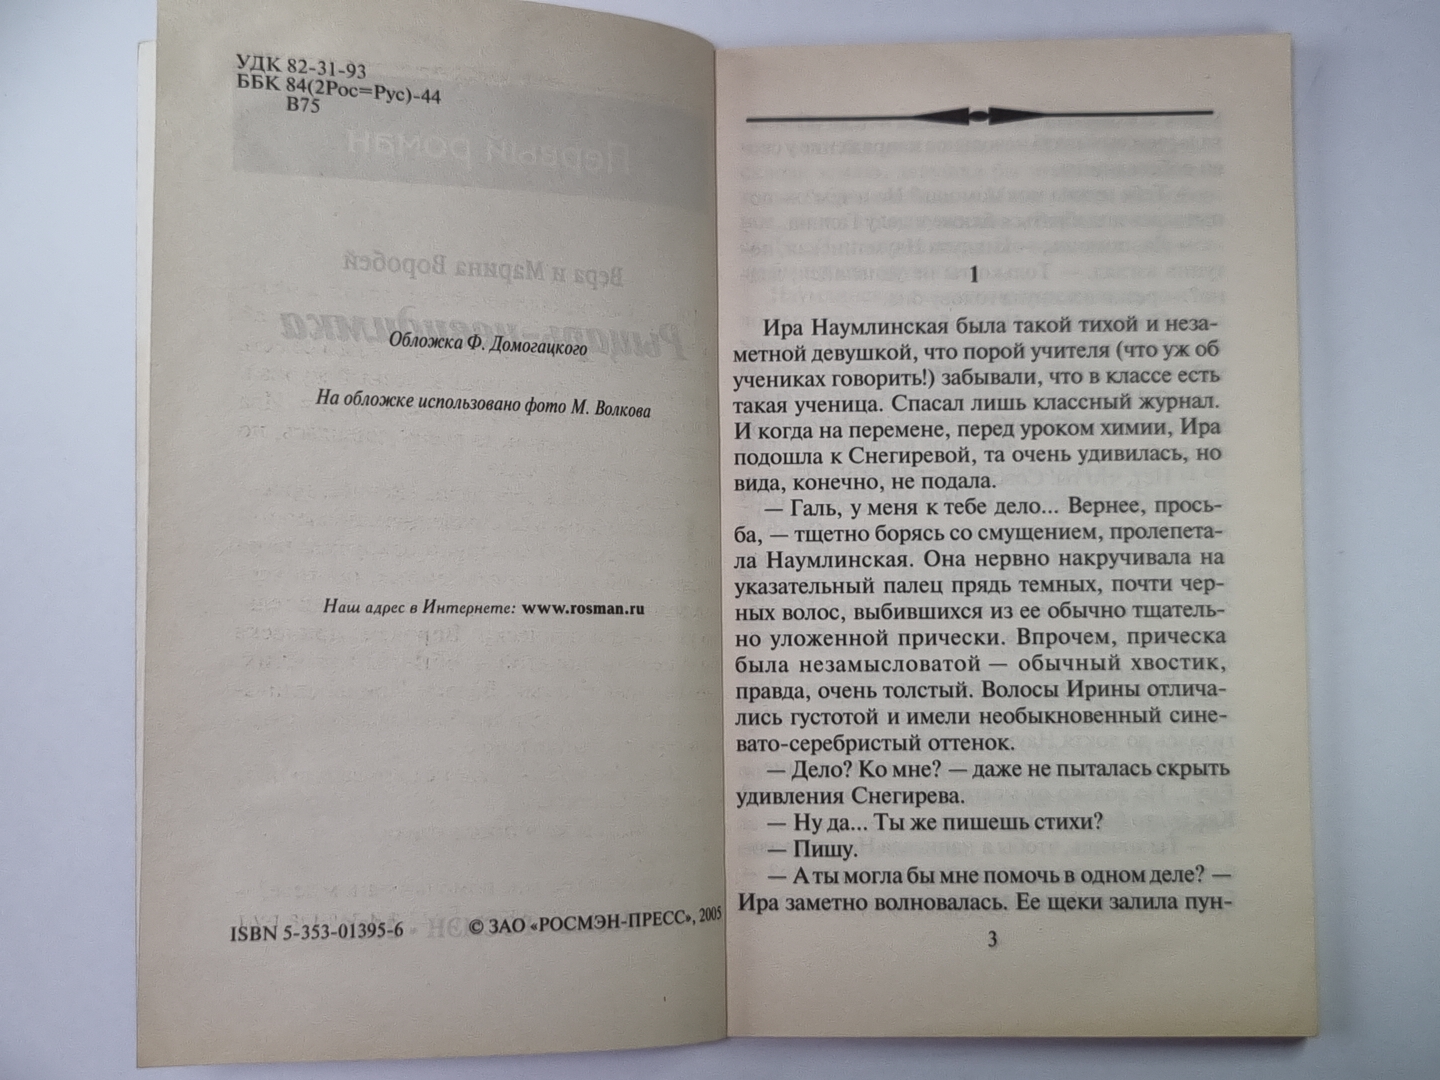 УДК 82-31-93
ББК 84(2Рос=Рус)-44
В75
Первый роман
Вера и Марина Воробей
Рыцарь-невидимка
Обложка Ф. Домогацкого
На обложке использовано фото М. Волкова
Наш адрес в Интернете: www.rosman.ru
ISBN 5-353-01395-6
© ЗАО «РОСМЭН-ПРЕСС», 2005
1
Ира Наумлинская была такой тихой и неза-
метной девушкой, что порой учителя (что уж об
учениках говорить!) забывали, что в классе есть
такая ученица. Спасал лишь классный журнал.
И когда на перемене, перед уроком химии, Ира
подошла к Снегиревой, та очень удивилась, но
вида, конечно, не подала.
— Галь, у меня к тебе дело... Вернее, прось-
ба, — тщетно борясь со смущением, пролепета-
ла Наумлинская. Она нервно накручивала на
указательный палец прядь темных, почти чер-
ных волос, выбившихся из ее обычно тщатель-
но уложенной прически. Впрочем, прическа
была незамысловатой — обычный хвостик,
правда, очень толстый. Волосы Ирины отлича-
лись густотой и имели необыкновенный сине-
вато-серебристый оттенок.
— Дело? Ко мне? — даже не пыталась скрыть
удивления Снегирева.
— Ну да... Ты же пишешь стихи?
— Пишу.
— А ты могла бы мне помочь в одном деле? —
Ира заметно волновалась. Ее щеки залила пун-
3